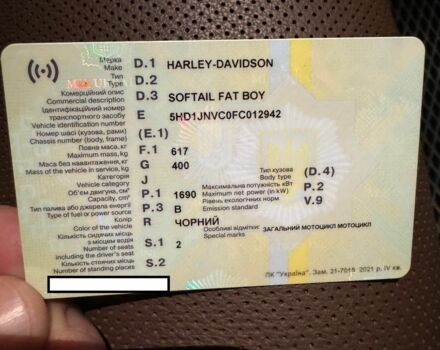 Марка
Make D.1 HARLEY-DAVIDSON
Тип
Type D.2
Комерційний опис
Commercial description D.3 SOFTAIL FAT BOY
Ідентифікаційний номер
транспортного засобу
Vehicle identification number E 5HD1JNVC0FC012942
Номер шасі (кузова, рами)
Chassis number (body, frame) (E.1)
Повна маса, кг
Maximum mass, kg F.1 617
Маса без навантаження, кг
Mass of the vehicle in service, kg G 400
Категорія
Vehicle category J
Тип кузова
Body type (D.4)
Об'єм двигуна, см³
Capacity, cm³ P.1 1690
Максимальна потужність кВт
Maximum net power (in kW) P.2
Тип палива або джерела енергії
Type of fuel or power source P.3 B
Рівень екологічних норм
Emission standard V.9
Колір
Color of the vehicle R ЧОРНИЙ
Особливі відмітки
Special marks ЗАГАЛЬНИЙ МОТОЦИКЛ МОТОЦИКЛ
Кількість сидячих місць
з місцем водія
Number of seats
including the driver's seat S.1 2
Кількість стоячих місць
Number of standing places S.2
ПК "Україна", Зам. 21-7018 2021 р. IV кв.